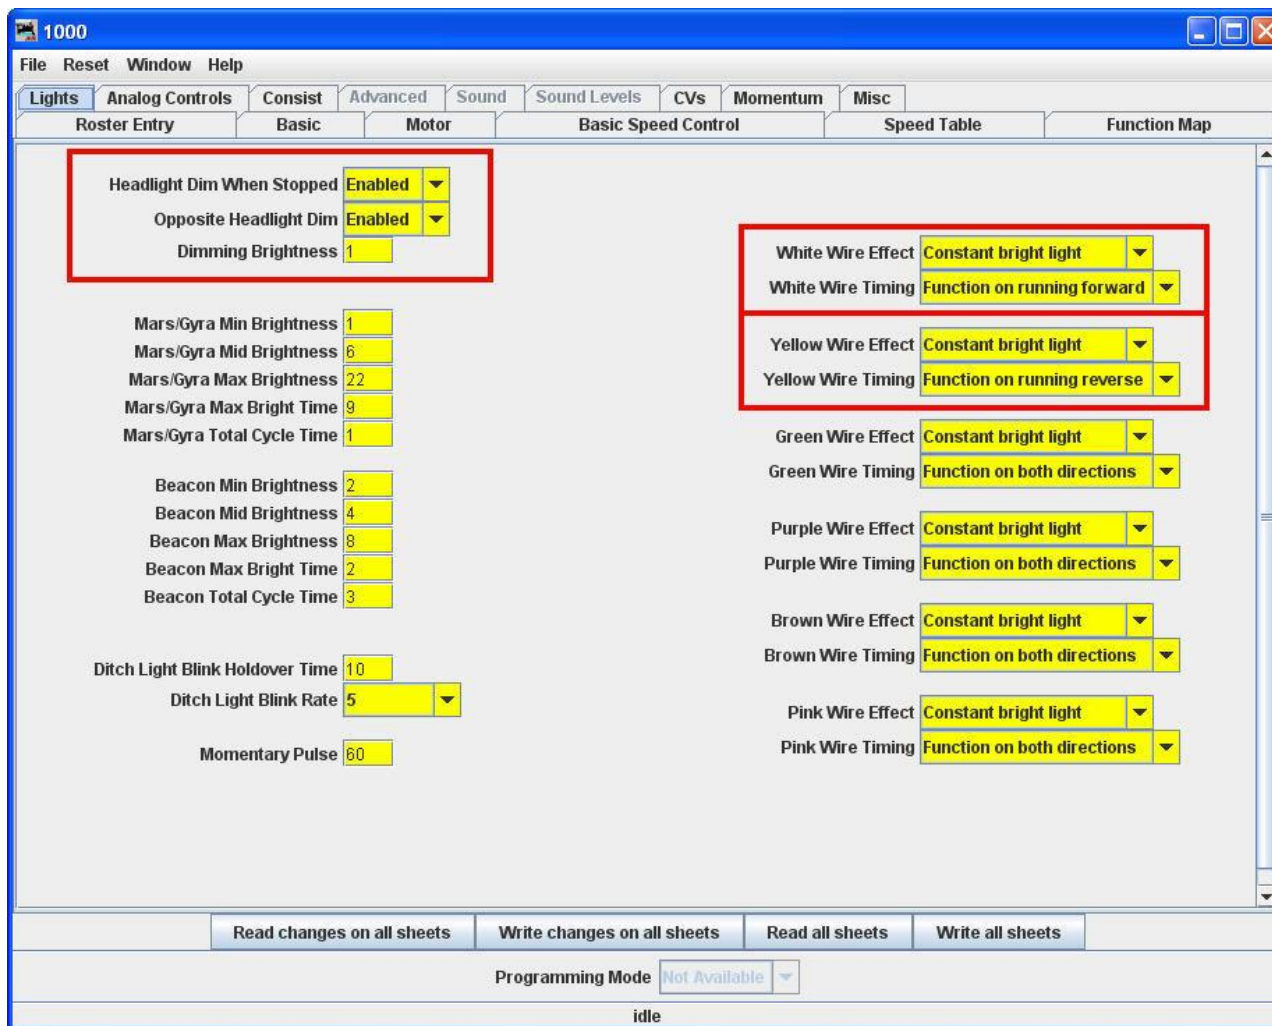 1000
File Reset Window Help
Lights Analog Controls Consist Advanced Sound Sound Levels CVs Momentum Misc
Roster Entry Basic Motor Basic Speed Control Speed Table Function Map
Headlight Dim When Stopped Enabled
Opposite Headlight Dim Enabled
Dimming Brightness 1
Mars/Gyra Min Brightness 1
Mars/Gyra Mid Brightness 6
Mars/Gyra Max Brightness 22
Mars/Gyra Max Bright Time 9
Mars/Gyra Total Cycle Time 1
Beacon Min Brightness 2
Beacon Mid Brightness 4
Beacon Max Brightness 8
Beacon Max Bright Time 2
Beacon Total Cycle Time 3
Ditch Light Blink Holdover Time 10
Ditch Light Blink Rate 5
Momentary Pulse 60
White Wire Effect Constant bright light
White Wire Timing Function on running forward
Yellow Wire Effect Constant bright light
Yellow Wire Timing Function on running reverse
Green Wire Effect Constant bright light
Green Wire Timing Function on both directions
Purple Wire Effect Constant bright light
Purple Wire Timing Function on both directions
Brown Wire Effect Constant bright light
Brown Wire Timing Function on both directions
Pink Wire Effect Constant bright light
Pink Wire Timing Function on both directions
Read changes on all sheets Write changes on all sheets Read all sheets Write all sheets
Programming Mode Not Available
idle